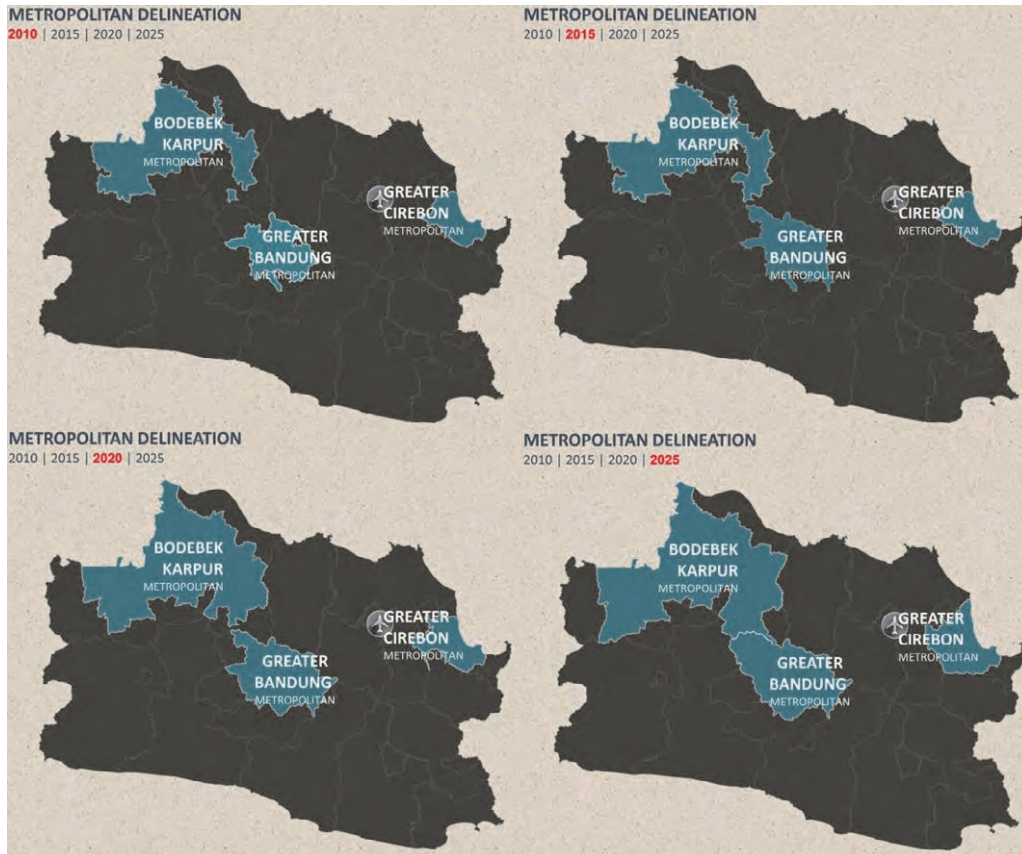 METROPOLITAN DELINEATION
2010 | 2015 | 2020 | 2025
BODEBEK
KARPUR
METROPOLITAN
GREATER
CIREBON
METROPOLITAN
GREATER
BANDUNG
METROPOLITAN
METROPOLITAN DELINEATION
2010 | 2015 | 2020 | 2025
BODEBEK
KARPUR
METROPOLITAN
GREATER
CIREBON
METROPOLITAN
GREATER
BANDUNG
METROPOLITAN
METROPOLITAN DELINEATION
2010 | 2015 | 2020 | 2025
BODEBEK
KARPUR
METROPOLITAN
GREATER
CIREBON
METROPOLITAN
GREATER
BANDUNG
METROPOLITAN
METROPOLITAN DELINEATION
2010 | 2015 | 2020 | 2025
BODEBEK
KARPUR
METROPOLITAN
GREATER
CIREBON
METROPOLITAN
GREATER
BANDUNG
METROPOLITAN